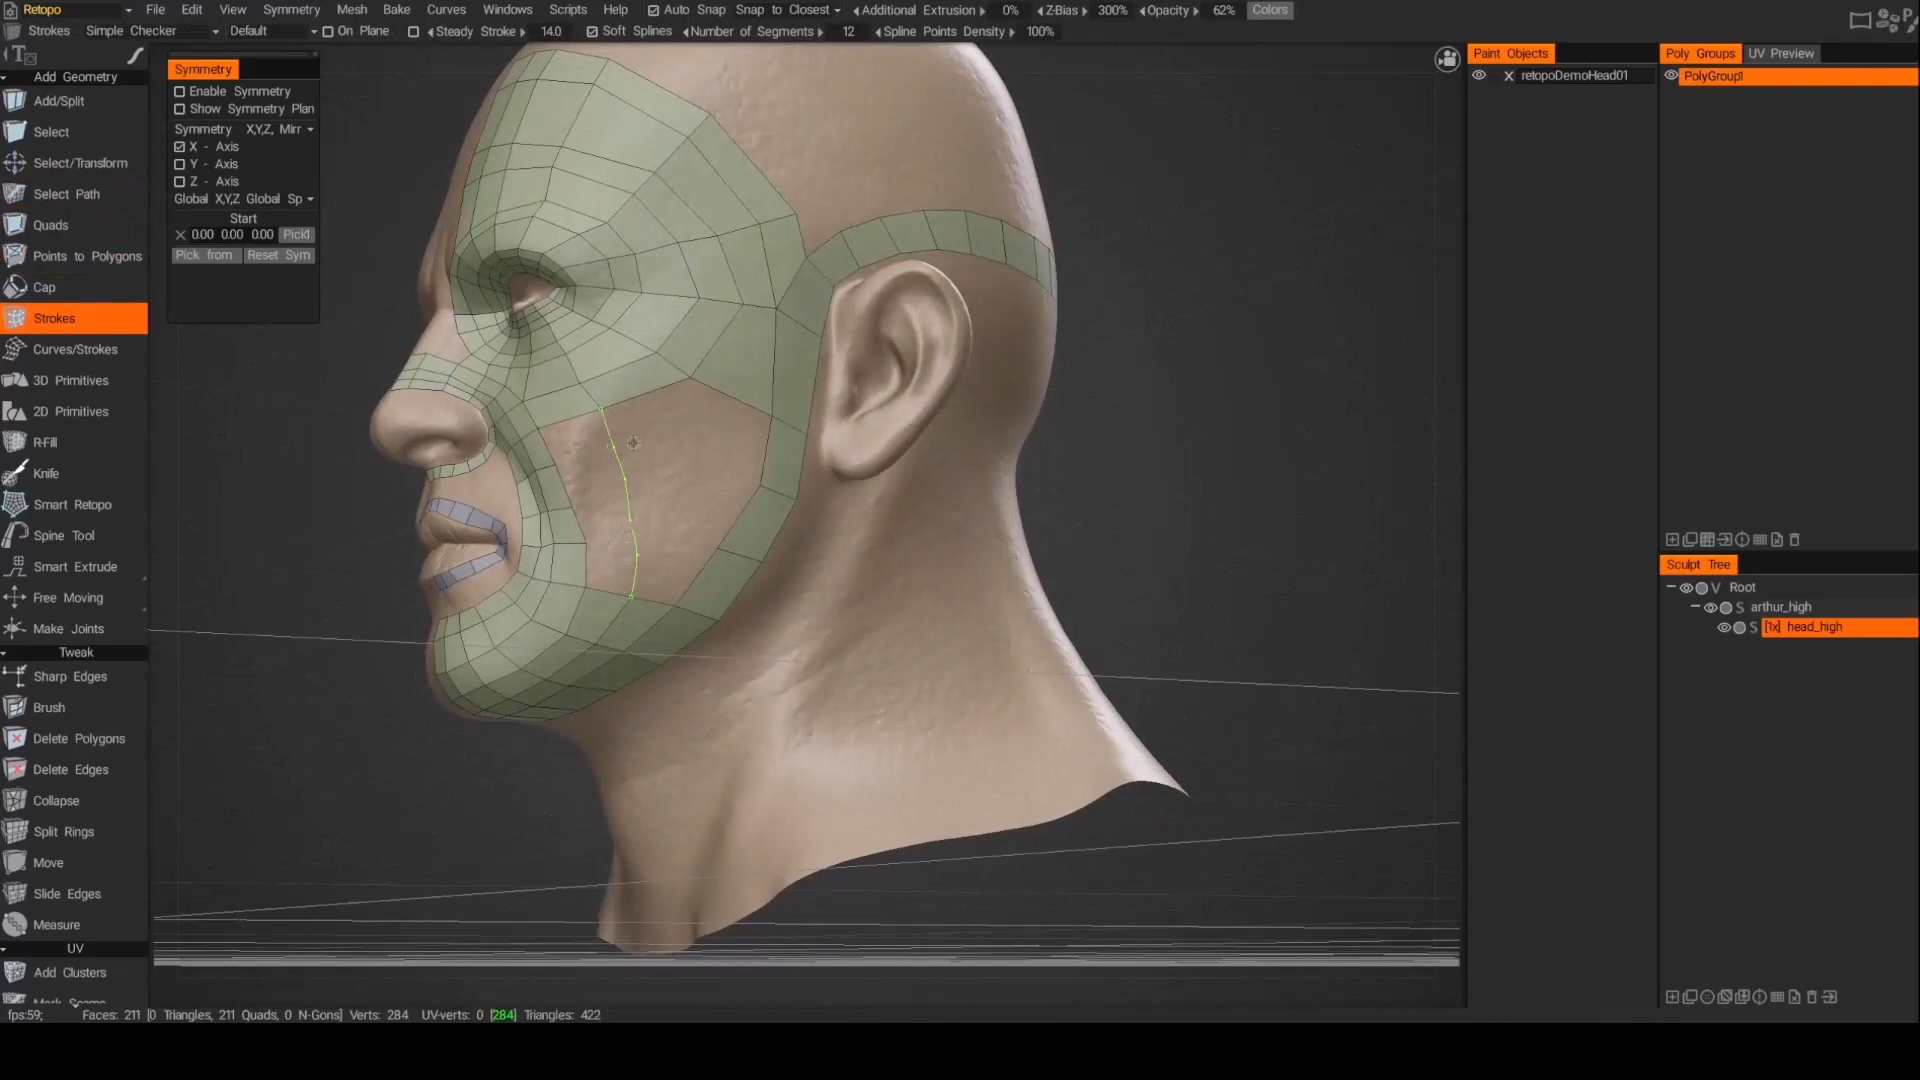 Retopo File Edit View Symmetry Mesh Bake Curves Windows Scripts Help Auto Snap Snap to Closest Additional Extrusion 0% Z-Bias 300% Opacity 62% Colors
Strokes Simple Checker Default On Plane Steady Stroke 14.0 Soft Splines Number of Segments 12 Spline Points Density 100%
Add Geometry
Add/Split
Select
Select/Transform
Select Path
Quads
Points to Polygons
Cap
Strokes
Curves/Strokes
3D Primitives
2D Primitives
R-Fill
Knife
Smart Retopo
Spine Tool
Smart Extrude
Free Moving
Make Joints
Tweak
Sharp Edges
Brush
Delete Polygons
Delete Edges
Collapse
Split Rings
Move
Slide Edges
Measure
UV
Add Clusters
Symmetry
Enable Symmetry
Show Symmetry Plan
Symmetry X,Y,Z, Mirr
X - Axis
Y - Axis
Z - Axis
Global X,Y,Z Global Sp
Start
0.00 0.00 0.00 Pick!
Pick from Reset Sym
Paint Objects
X retopoDemoHead01
Poly Groups UV Preview
PolyGroup1
Sculpt Tree
V Root
S arthur_high
S [1x] head_high
fps:59; Faces: 211 [0 Triangles, 211 Quads, 0 N-Gons] Verts: 284 UV-verts: 0 [284] Triangles: 422